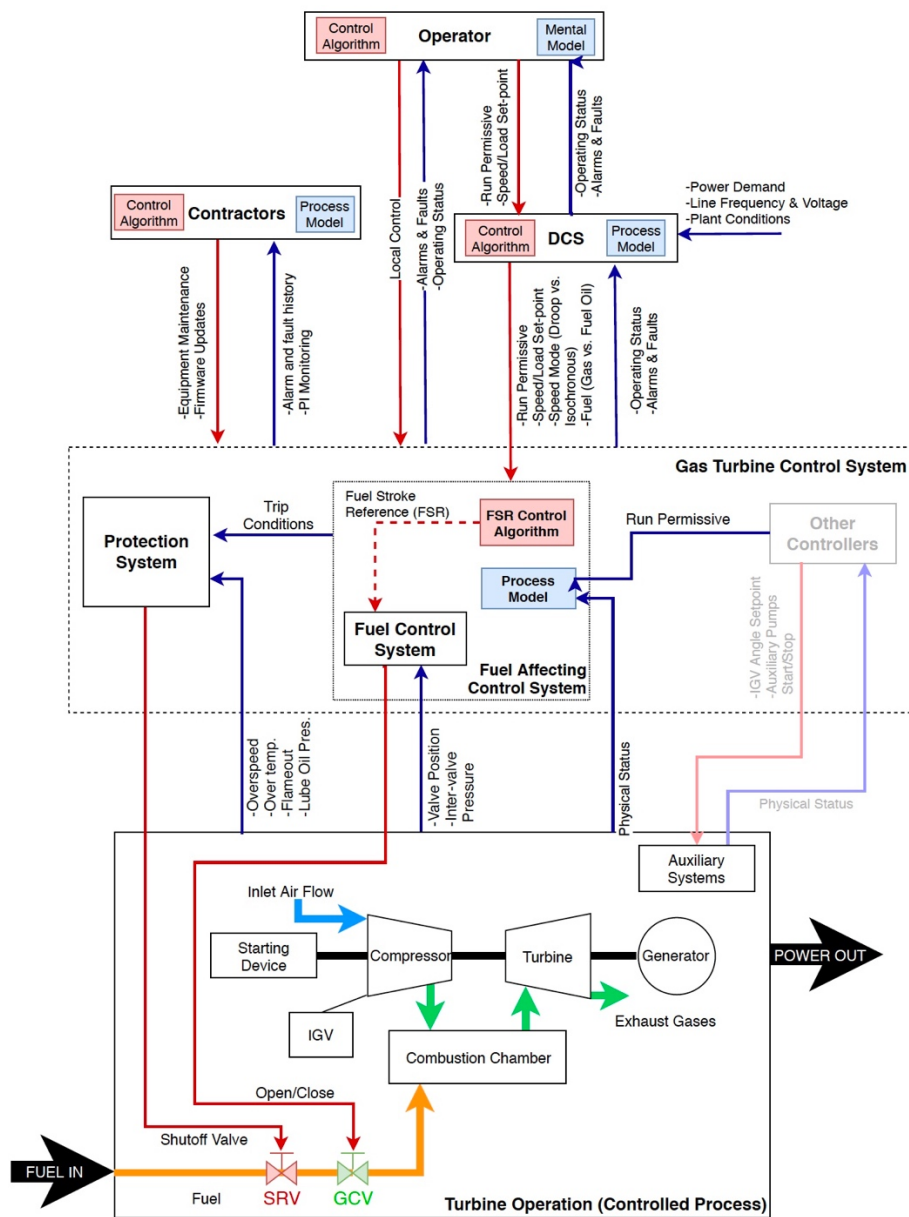 Control
Algorithm
Operator
Mental
Model
-Run Permissive
-Speed/Load Set-point
-Operating Status
-Alarms & Faults
-Power Demand
-Line Frequency & Voltage
-Plant Conditions
Control
Algorithm
Contractors
Process
Model
Local Control
-Alarms & Faults
-Operating Status
Control
Algorithm
DCS
Process
Model
-Equipment Maintenance
-Firmware Updates
-Alarm and fault history
-PI Monitoring
-Run Permissive
-Speed/Load Set-point
-Speed Mode (Droop vs.
Isochronous)
-Fuel (Gas vs. Fuel Oil)
-Operating Status
-Alarms & Faults
Gas Turbine Control System
Protection
System
Trip
Conditions
Fuel Stroke
Reference (FSR)
FSR Control
Algorithm
Process
Model
Fuel Control
System
Fuel Affecting
Control System
Run Permissive
Other
Controllers
-IGV Angle Setpoint
-Auxiliary Pumps
Start/Stop
-Overspeed
-Over temp.
-Flameout
-Lube Oil Pres.
-Valve Position
-Inter-valve
Pressure
Physical Status
Physical Status
Auxiliary
Systems
Inlet Air Flow
Starting
Device
Compressor
Turbine
Generator
POWER OUT
IGV
Exhaust Gases
Combustion Chamber
Open/Close
Shutoff Valve
FUEL IN
Fuel
SRV
GCV
Turbine Operation (Controlled Process)